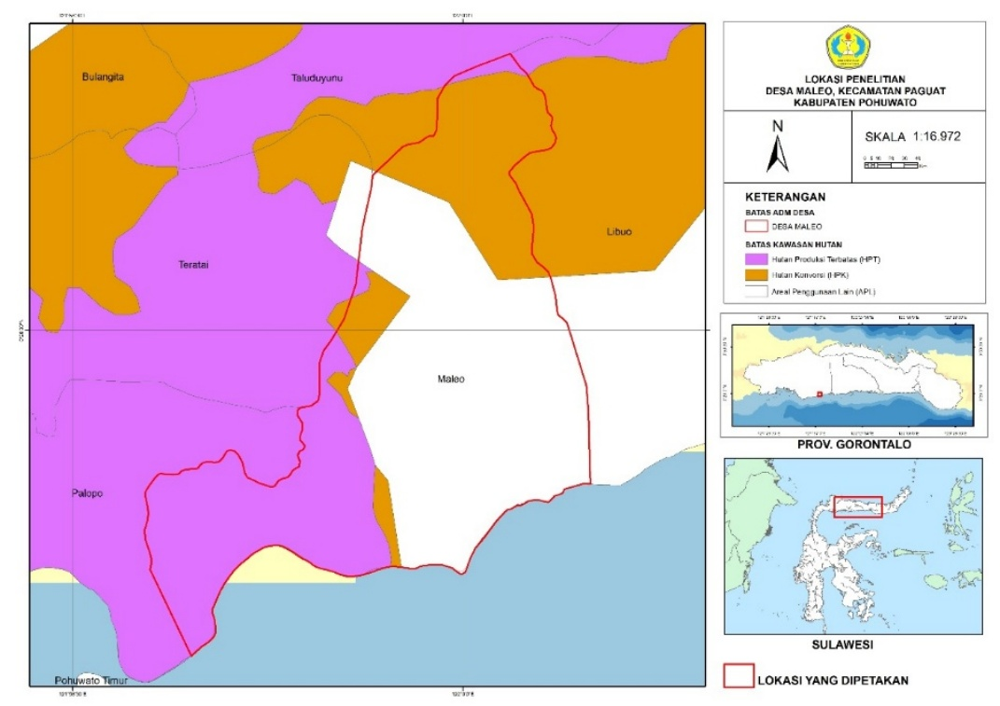 Bulangita
Taluduyunu
Libuo
Teratai
Maleo
Palopo
Pohuwato Timur
LOKASI PENELITIAN
DESA MALEO, KECAMATAN PAGUAT
KABUPATEN POHUWATO
N
SKALA 1:16.972
KETERANGAN
BATAS ADM DESA
DESA MALEO
BATAS KAWASAN HUTAN
Hutan Produksi Terbatas (HPT)
Hutan Konversi (HPK)
Areal Penggunaan Lain (APL)
PROV. GORONTALO
SULAWESI
LOKASI YANG DIPETAKAN